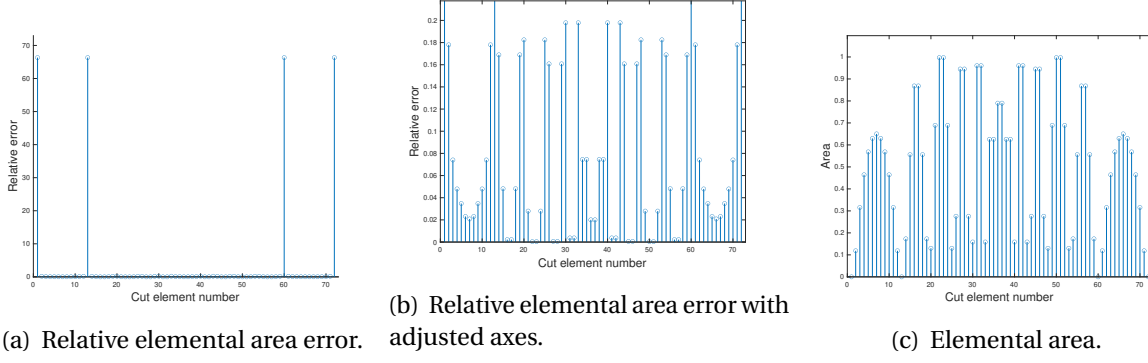 70
60
50
40
30
20
10
0
Relative error
0 10 20 30 40 50 60 70
Cut element number
(a) Relative elemental area error.
0.2
0.18
0.16
0.14
0.12
0.1
0.08
0.06
0.04
0.02
0
Relative error
0 10 20 30 40 50 60 70
Cut element number
(b) Relative elemental area error with
adjusted axes.
1
0.9
0.8
0.7
0.6
0.5
0.4
0.3
0.2
0.1
0
Area
0 10 20 30 40 50 60 70
Cut element number
(c) Elemental area.